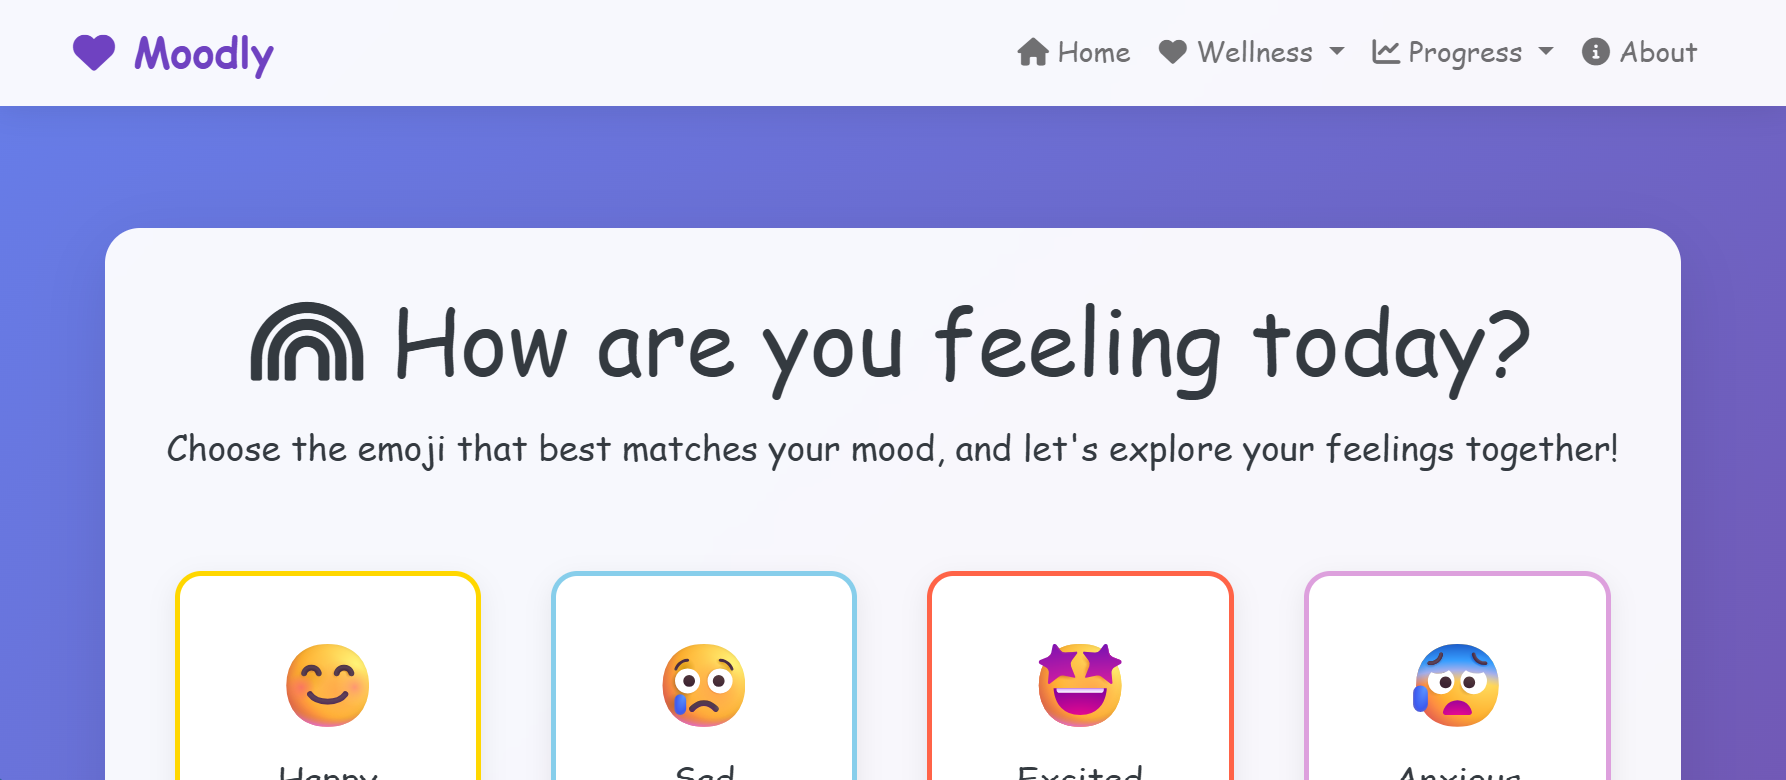 Moodly
Home Wellness Progress About
How are you feeling today?
Choose the emoji that best matches your mood, and let's explore your feelings together!
Happy Sad Excited Anxious